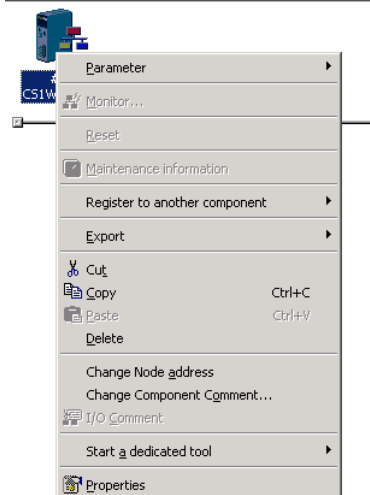 #
CS1W
Parameter
Monitor...
Reset
Maintenance information
Register to another component
Export
Cut
Copy Ctrl+C
Paste Ctrl+V
Delete
Change Node address
Change Component Comment...
I/O Comment
Start a dedicated tool
Properties